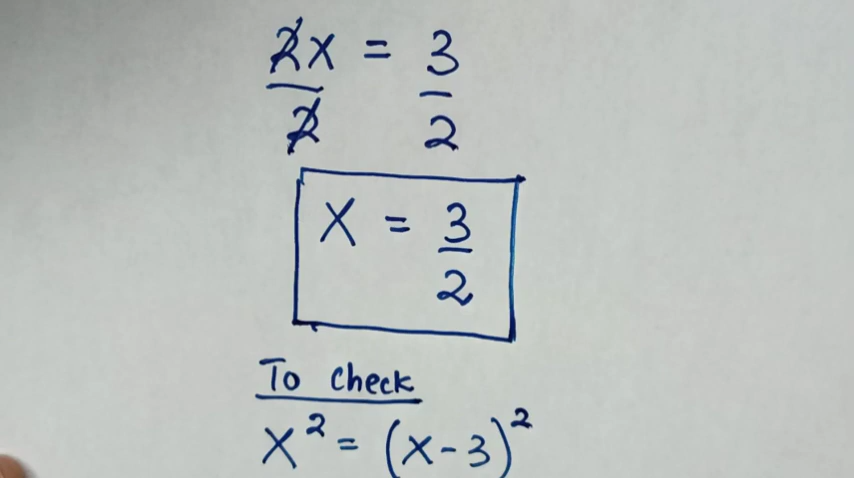 2x = 3
2 2
x = 3
2
To check
x² = (x-3)²